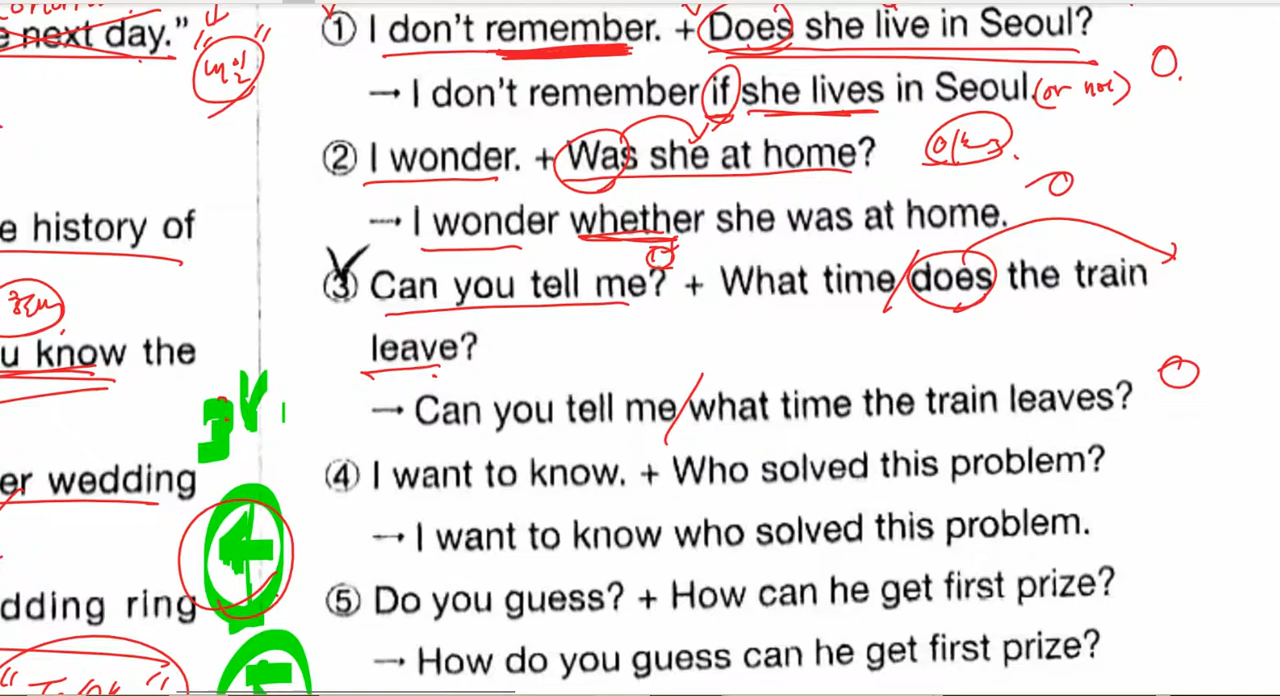 e next day."
내일
e history of
u know the
er wedding
dding ring
① I don't remember. + Does she live in Seoul?
→ I don't remember if she lives in Seoul. (or not)
② I wonder. + Was she at home?
→ I wonder whether she was at home.
③ Can you tell me? + What time does the train
leave?
→ Can you tell me what time the train leaves?
④ I want to know. + Who solved this problem?
→ I want to know who solved this problem.
⑤ Do you guess? + How can he get first prize?
→ How do you guess can he get first prize?